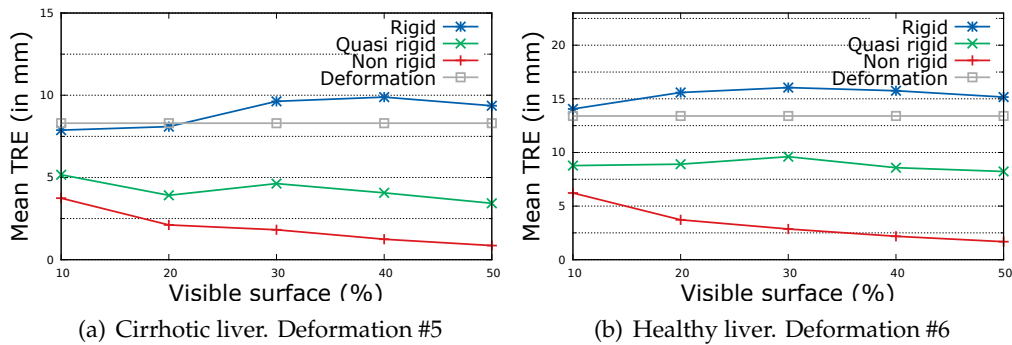 15
10
5
0
10 20 30 40 50
Mean TRE (in mm)
Visible surface (%)
Rigid
Quasi rigid
Non rigid
Deformation
(a) Cirrhotic liver. Deformation #5
20
15
10
5
0
10 20 30 40 50
Mean TRE (in mm)
Visible surface (%)
Rigid
Quasi rigid
Non rigid
Deformation
(b) Healthy liver. Deformation #6